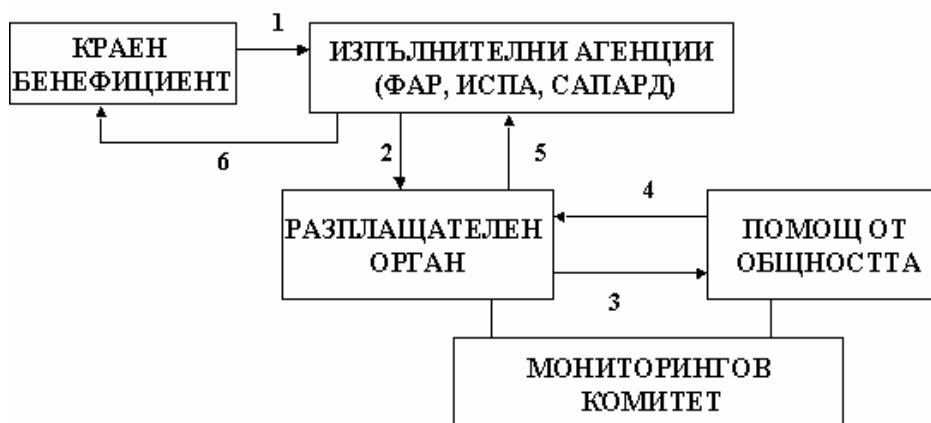 1
КРАЕН
БЕНЕФИЦИЕНТ
ИЗПЪЛНИТЕЛНИ АГЕНЦИИ
(ФАР, ИСПА, САПАРД)
6
2
5
4
РАЗПЛАЩАТЕЛЕН
ОРГАН
ПОМОЩ ОТ
ОБЩНОСТТА
3
МОНИТОРИНГОВ
КОМИТЕТ